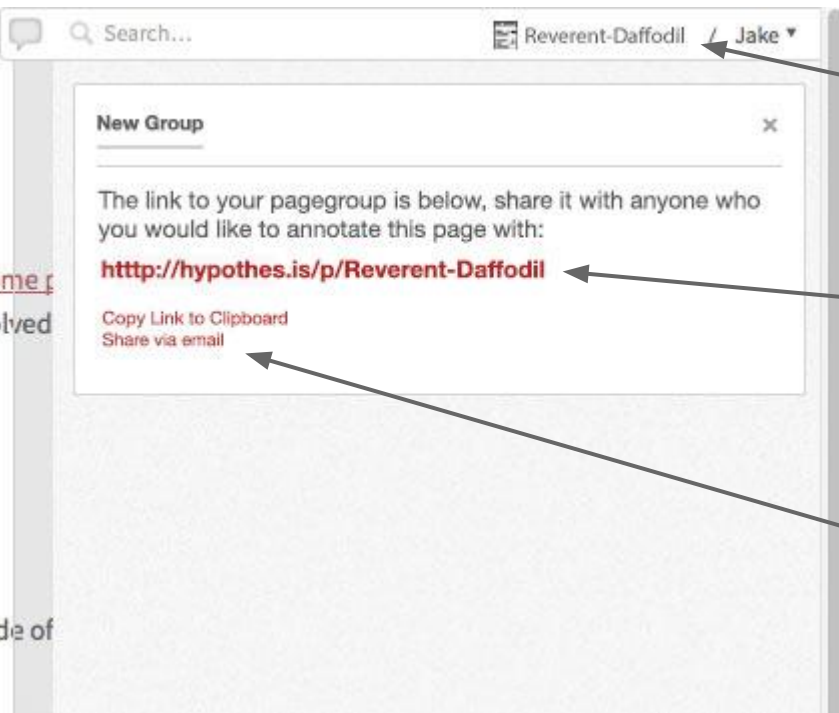 Search... Reverent-Daffodil / Jake ▾
New Group ×
The link to your pagegroup is below, share it with anyone who
you would like to annotate this page with:
htttp://hypothes.is/p/Reverent-Daffodil
me
lved
Copy Link to Clipboard
Share via email
de of